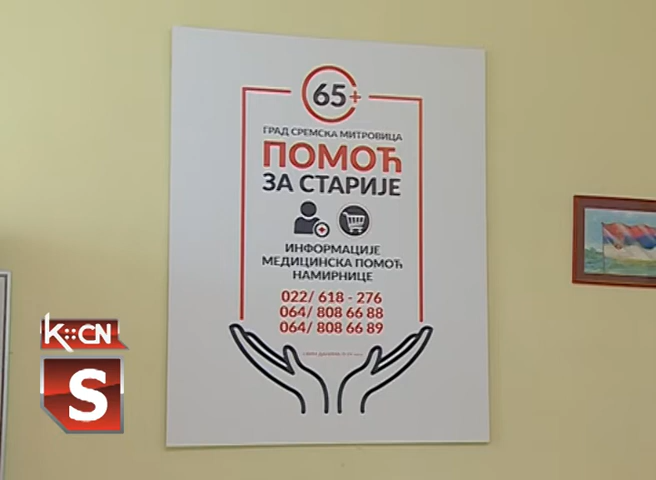 65+
ГРАД СРЕМСКА МИТРОВИЦА
ПОМОЋ
ЗА СТАРИЈЕ
ИНФОРМАЦИЈЕ
МЕДИЦИНСКА ПОМОЋ
НАМИРНИЦЕ
022/ 618 - 276
064/ 808 66 88
064/ 808 66 89
K::CN
S